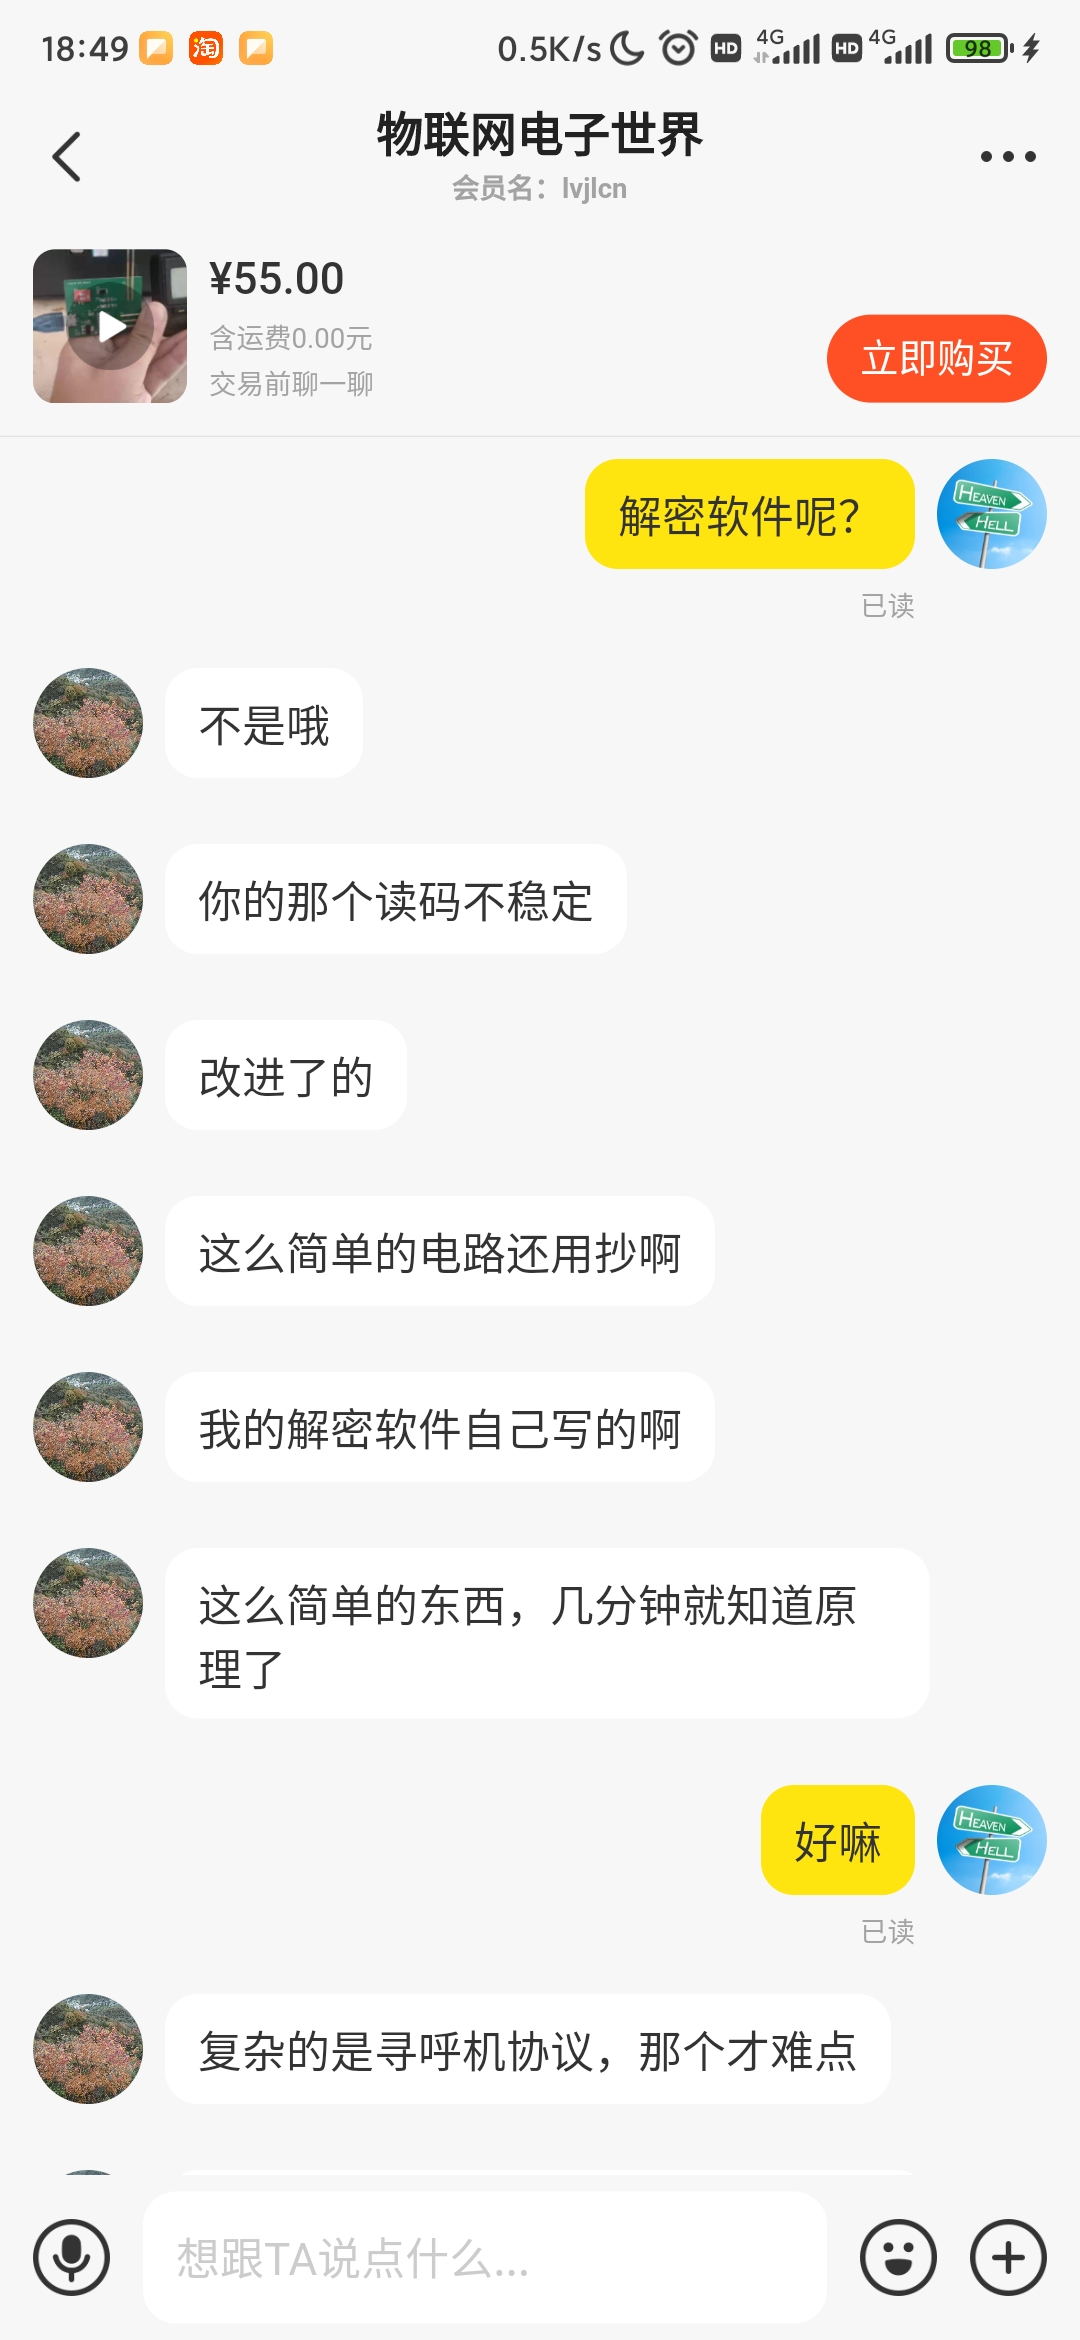 18:49
淘
0.5K/s
HD
4G
HD
4G
98
物联网电子世界
会员名：lvjlcn
¥55.00
含运费0.00元
交易前聊一聊
立即购买
解密软件呢？
HEAVEN
HELL
已读
不是哦
你的那个读码不稳定
改进了的
这么简单的电路还用抄啊
我的解密软件自己写的啊
这么简单的东西，几分钟就知道原
理了
好嘛
HEAVEN
HELL
已读
复杂的是寻呼机协议，那个才难点
想跟TA说点什么...